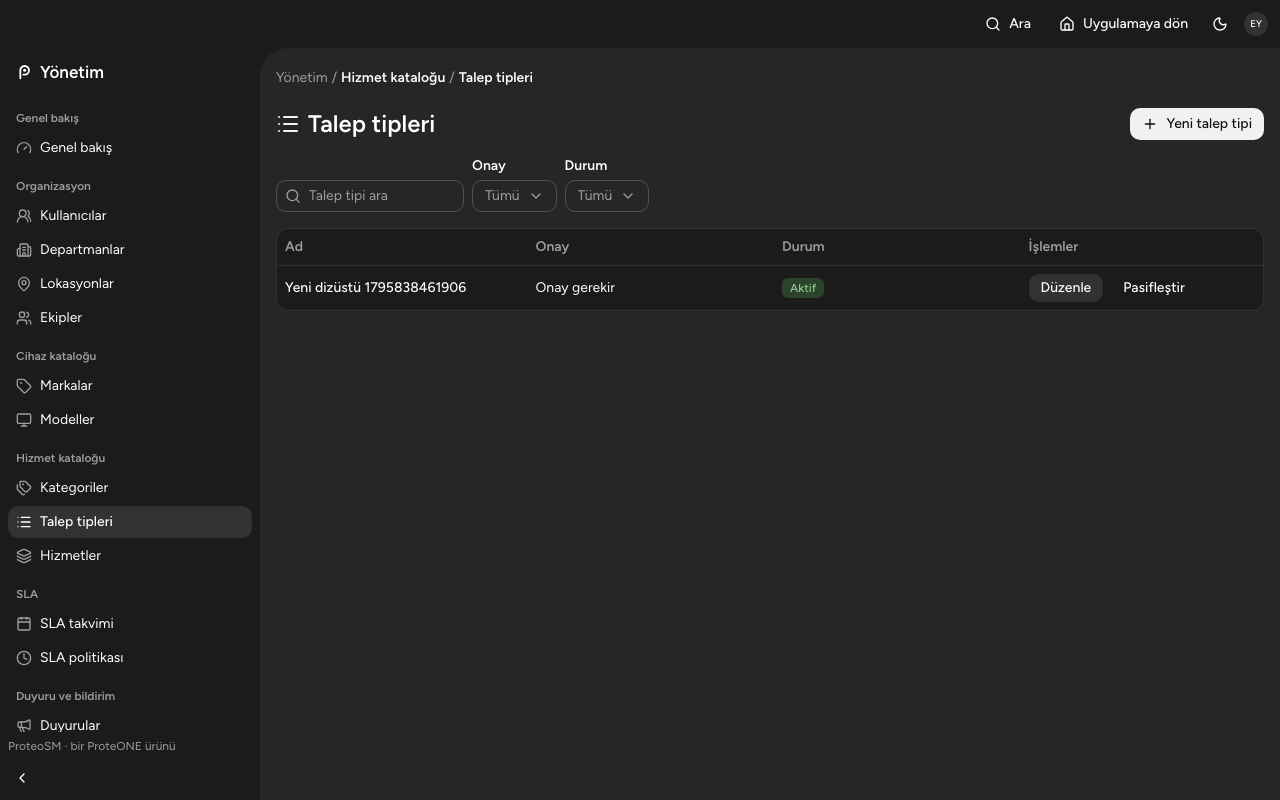 Ara
Uygulamaya dön
EY
Yönetim
Genel bakış
Genel bakış
Organizasyon
Kullanıcılar
Departmanlar
Lokasyonlar
Ekipler
Cihaz kataloğu
Markalar
Modeller
Hizmet kataloğu
Kategoriler
Talep tipleri
Hizmetler
SLA
SLA takvimi
SLA politikası
Duyuru ve bildirim
Duyurular
ProteoSM · bir ProteONE ürünü
Yönetim / Hizmet kataloğu / Talep tipleri
Talep tipleri
Yeni talep tipi
Onay Durum
Talep tipi ara Tümü Tümü
Ad Onay Durum İşlemler
Yeni dizüstü 1795838461906 Onay gerekir Aktif Düzenle Pasifleştir